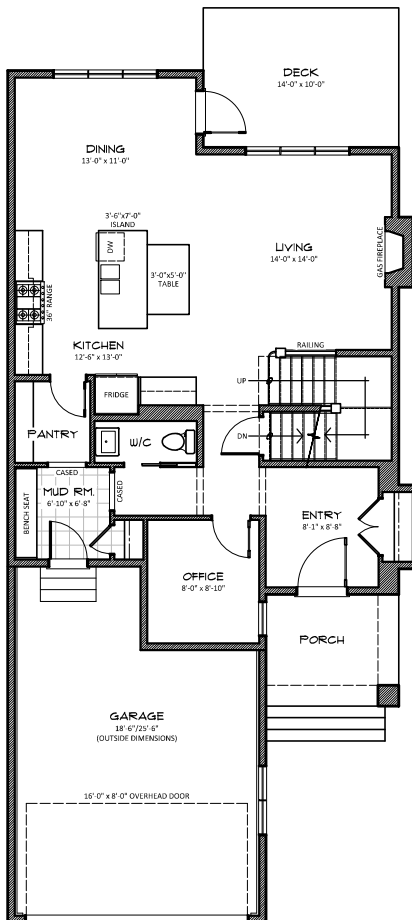 DECK
14'-0" x 10'-0"
DINING
13'-0" x 11'-0"
3'-6"x7'-0"
ISLAND
DW
LIVING
14'-0" x 14'-0"
GAS FIREPLACE
3'-0"x5'-0"
TABLE
36" RANGE
KITCHEN
12'-6" x 13'-0"
RAILING
UP
FRIDGE
PANTRY
W/C
DN
CASED
MUD RM.
6'-10" x 6'-8"
CASED
BENCH SEAT
ENTRY
8'-1" x 8'-8"
OFFICE
8'-0" x 8'-10"
PORCH
GARAGE
18'-6"/25'-6"
(OUTSIDE DIMENSIONS)
16'-0" x 8'-0" OVERHEAD DOOR